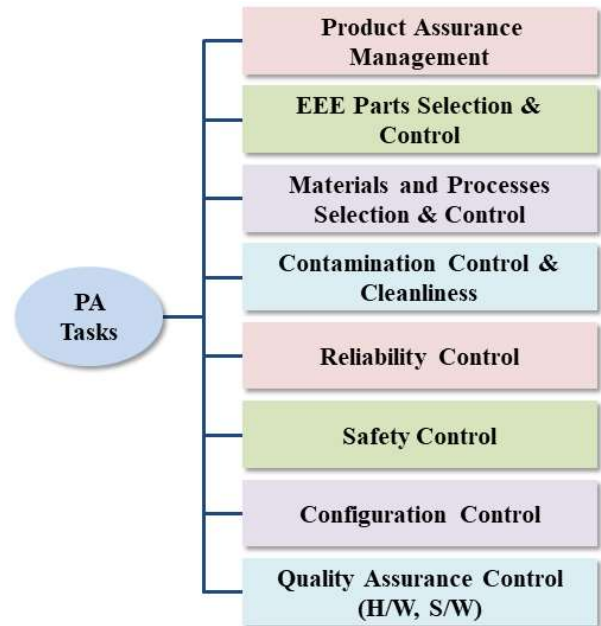 PA
Tasks
Product Assurance
Management
EEE Parts Selection &
Control
Materials and Processes
Selection & Control
Contamination Control &
Cleanliness
Reliability Control
Safety Control
Configuration Control
Quality Assurance Control
(H/W, S/W)